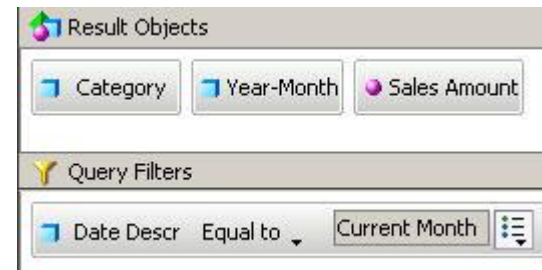 Result Objects
Category Year-Month Sales Amount
Query Filters
Date Descr Equal to Current Month